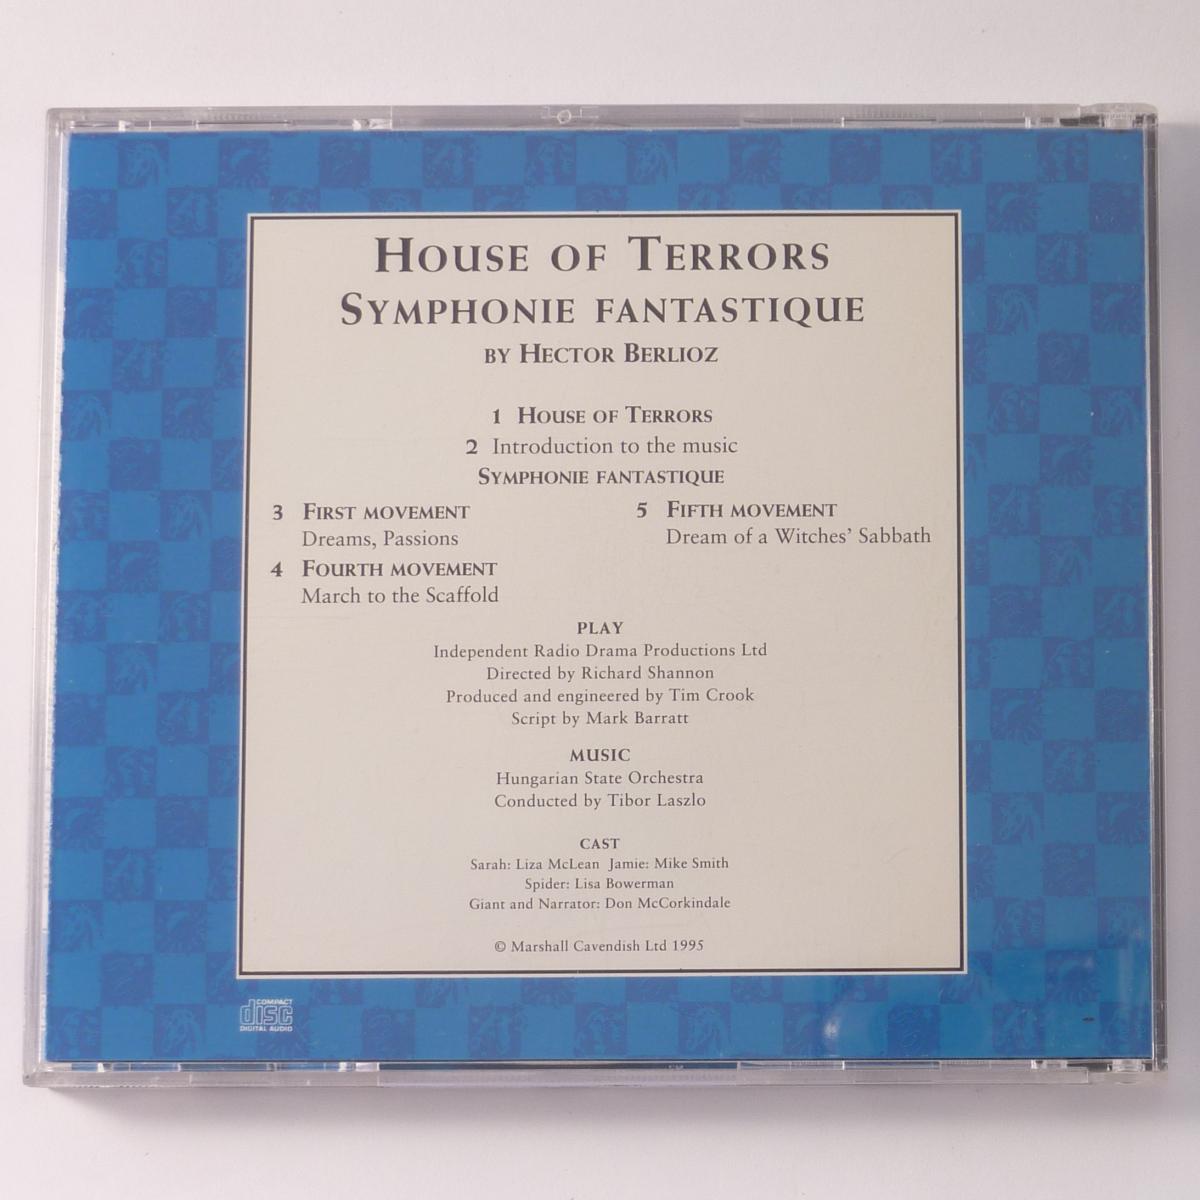 House of Terrors
Symphonie fantastique
by Hector Berlioz
1 House of Terrors
2 Introduction to the music
Symphonie fantastique
3 First movement
Dreams, Passions
4 Fourth movement
March to the Scaffold
5 Fifth movement
Dream of a Witches' Sabbath
PLAY
Independent Radio Drama Productions Ltd
Directed by Richard Shannon
Produced and engineered by Tim Crook
Script by Mark Barratt
MUSIC
Hungarian State Orchestra
Conducted by Tibor Laszlo
CAST
Sarah: Liza McLean Jamie: Mike Smith
Spider: Lisa Bowerman
Giant and Narrator: Don McCorkindale
© Marshall Cavendish Ltd 1995
COMPACT
disc
DIGITAL AUDIO